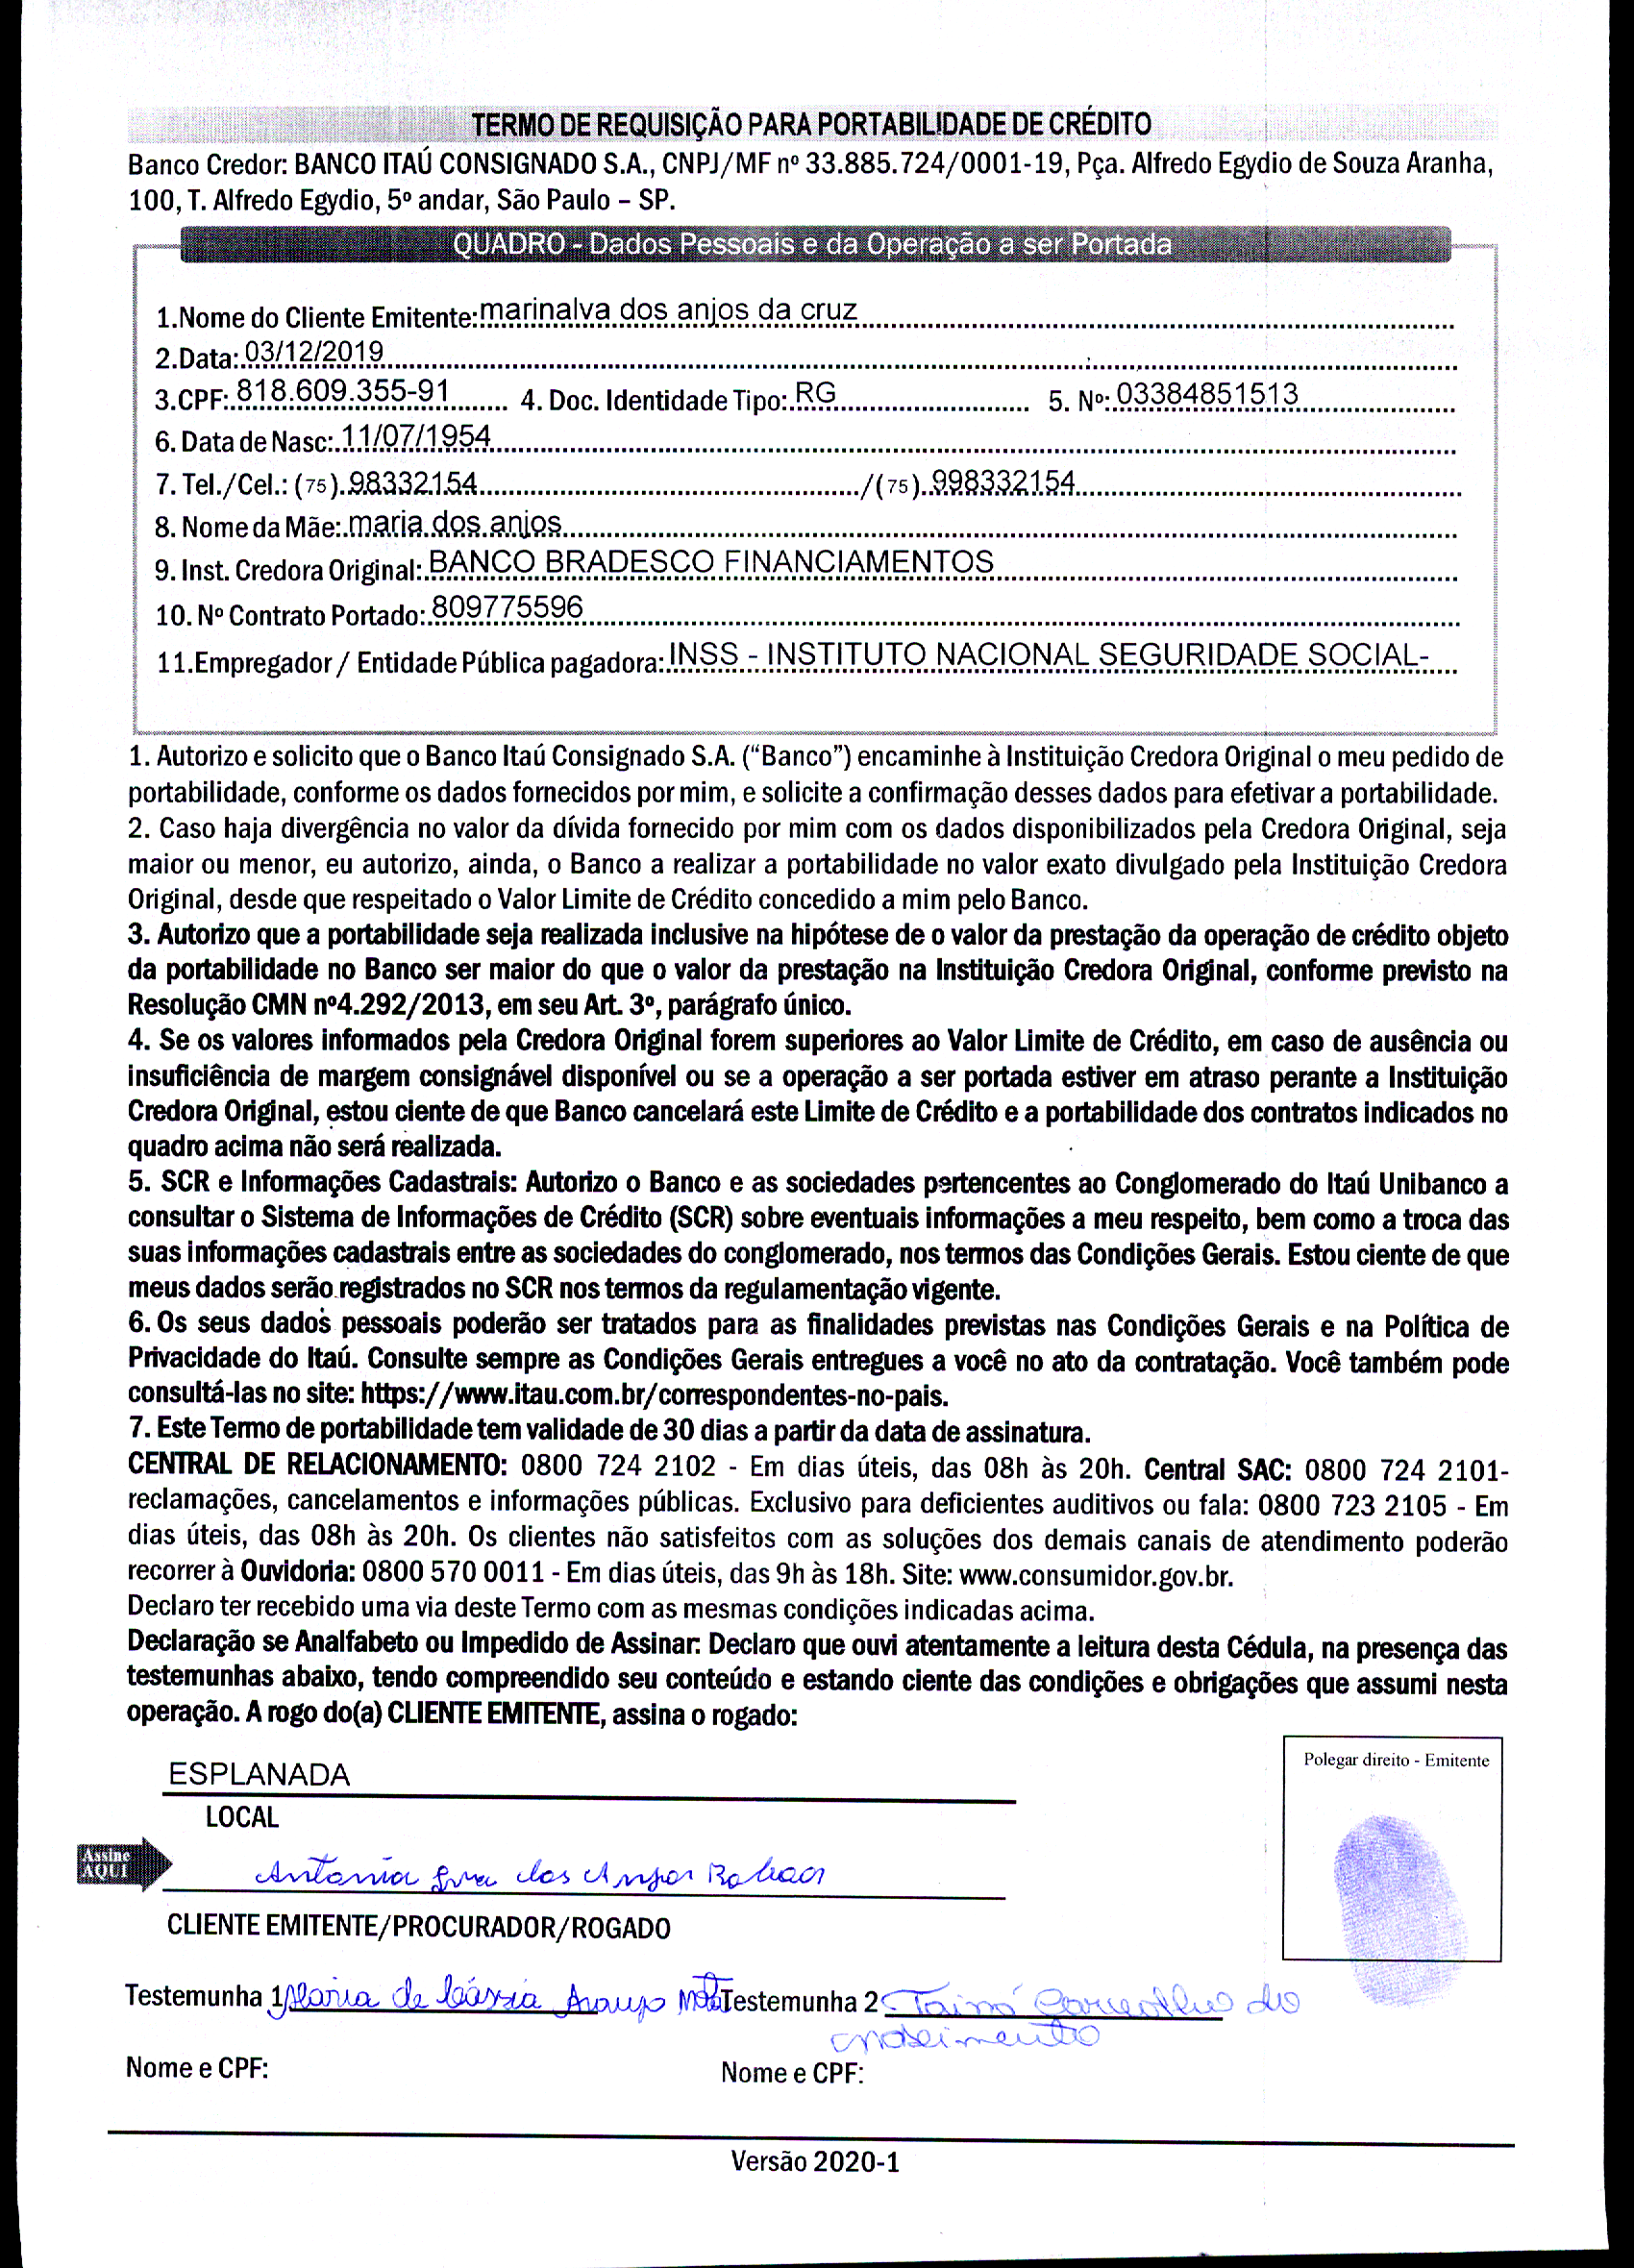 TERMO DE REQUISIÇÃO PARA PORTABILIDADE DE CRÉDITO
Banco Credor: BANCO ITAÚ CONSIGNADO S.A., CNPJ/MF nº 33.885.724/0001-19, Pça. Alfredo Egydio de Souza Aranha,
100, T. Alfredo Egydio, 5º andar, São Paulo – SP.
QUADRO - Dados Pessoais e da Operação a ser Portada
1.Nome do Cliente Emitente: marinalva dos anjos da cruz
2.Data: 03/12/2019
3.CPF: 818.609.355-91 4. Doc. Identidade Tipo: RG 5. Nº: 03384851513
6. Data de Nasc: 11/07/1954
7. Tel./Cel.: (75) 98332154 /(75) 998332154
8. Nome da Mãe: maria dos anjos
9. Inst. Credora Original: BANCO BRADESCO FINANCIAMENTOS
10. Nº Contrato Portado: 809775596
11.Empregador / Entidade Pública pagadora: INSS - INSTITUTO NACIONAL SEGURIDADE SOCIAL-
1. Autorizo e solicito que o Banco Itaú Consignado S.A. (“Banco”) encaminhe à Instituição Credora Original o meu pedido de
portabilidade, conforme os dados fornecidos por mim, e solicite a confirmação desses dados para efetivar a portabilidade.
2. Caso haja divergência no valor da dívida fornecido por mim com os dados disponibilizados pela Credora Original, seja
maior ou menor, eu autorizo, ainda, o Banco a realizar a portabilidade no valor exato divulgado pela Instituição Credora
Original, desde que respeitado o Valor Limite de Crédito concedido a mim pelo Banco.
3. Autorizo que a portabilidade seja realizada inclusive na hipótese de o valor da prestação da operação de crédito objeto
da portabilidade no Banco ser maior do que o valor da prestação na Instituição Credora Original, conforme previsto na
Resolução CMN nº4.292/2013, em seu Art. 3º, parágrafo único.
4. Se os valores informados pela Credora Original forem superiores ao Valor Limite de Crédito, em caso de ausência ou
insuficiência de margem consignável disponível ou se a operação a ser portada estiver em atraso perante a Instituição
Credora Original, estou ciente de que Banco cancelará este Limite de Crédito e a portabilidade dos contratos indicados no
quadro acima não será realizada.
5. SCR e Informações Cadastrais: Autorizo o Banco e as sociedades pertencentes ao Conglomerado do Itaú Unibanco a
consultar o Sistema de Informações de Crédito (SCR) sobre eventuais informações a meu respeito, bem como a troca das
suas informações cadastrais entre as sociedades do conglomerado, nos termos das Condições Gerais. Estou ciente de que
meus dados serão registrados no SCR nos termos da regulamentação vigente.
6. Os seus dados pessoais poderão ser tratados para as finalidades previstas nas Condições Gerais e na Política de
Privacidade do Itaú. Consulte sempre as Condições Gerais entregues a você no ato da contratação. Você também pode
consultá-las no site: https://www.itau.com.br/correspondentes-no-pais.
7. Este Termo de portabilidade tem validade de 30 dias a partir da data de assinatura.
CENTRAL DE RELACIONAMENTO: 0800 724 2102 - Em dias úteis, das 08h às 20h. Central SAC: 0800 724 2101-
reclamações, cancelamentos e informações públicas. Exclusivo para deficientes auditivos ou fala: 0800 723 2105 - Em
dias úteis, das 08h às 20h. Os clientes não satisfeitos com as soluções dos demais canais de atendimento poderão
recorrer à Ouvidoria: 0800 570 0011 - Em dias úteis, das 9h às 18h. Site: www.consumidor.gov.br.
Declaro ter recebido uma via deste Termo com as mesmas condições indicadas acima.
Declaração se Analfabeto ou Impedido de Assinar: Declaro que ouvi atentamente a leitura desta Cédula, na presença das
testemunhas abaixo, tendo compreendido seu conteúdo e estando ciente das condições e obrigações que assumi nesta
operação. A rogo do(a) CLIENTE EMITENTE, assina o rogado:
Polegar direito - Emitente
ESPLANADA
LOCAL
Assine
AQUI
Antonia dos Anjos
CLIENTE EMITENTE/PROCURADOR/ROGADO
Testemunha 1 Maria de Cássia Araujo Mota Testemunha 2 Tainá Carvalho do
nascimento
Nome e CPF: Nome e CPF:
Versão 2020-1